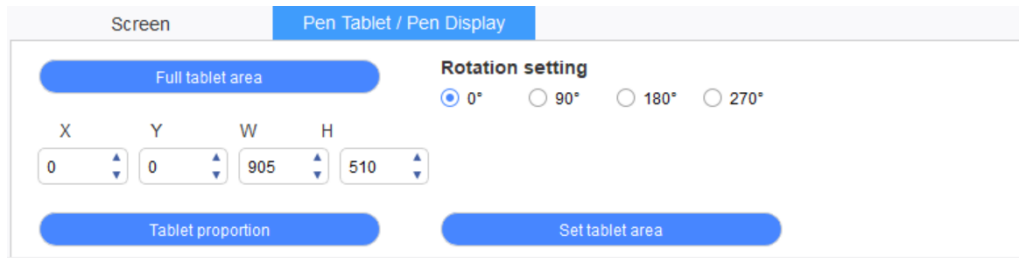 Screen Pen Tablet / Pen Display
Full tablet area Rotation setting
0° 90° 180° 270°
X Y W H
0 0 905 510
Tablet proportion Set tablet area